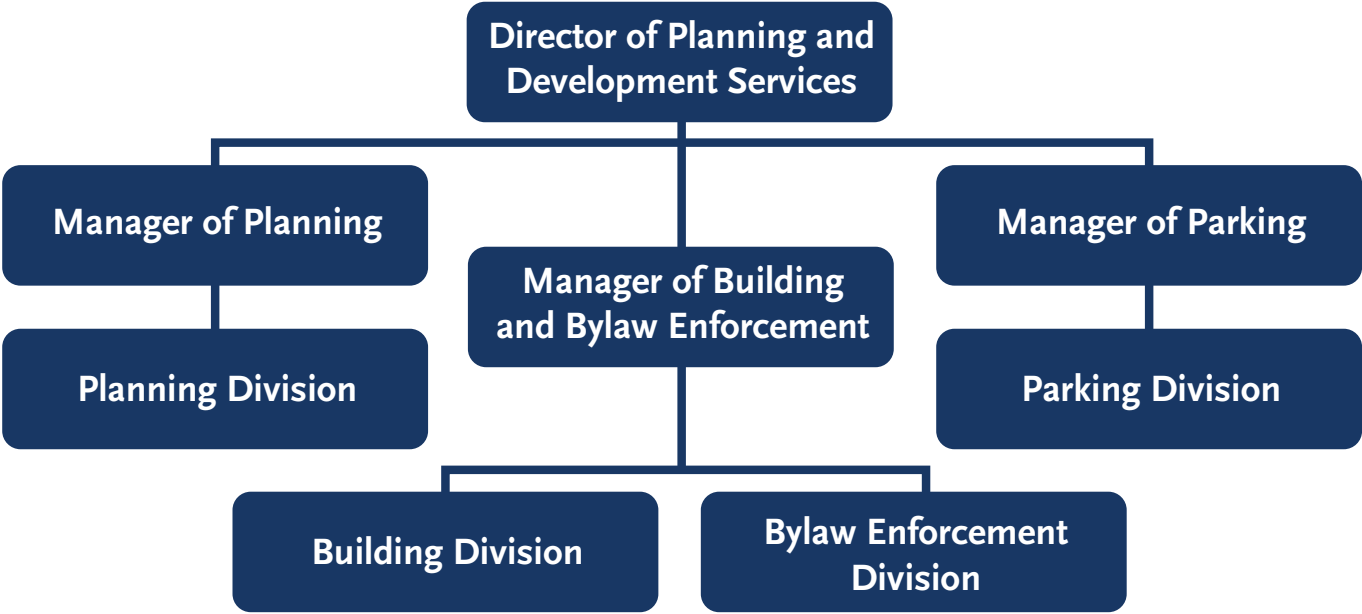 Director of Planning and
Development Services
Manager of Planning
Manager of Parking
Manager of Building
and Bylaw Enforcement
Planning Division
Parking Division
Building Division
Bylaw Enforcement
Division